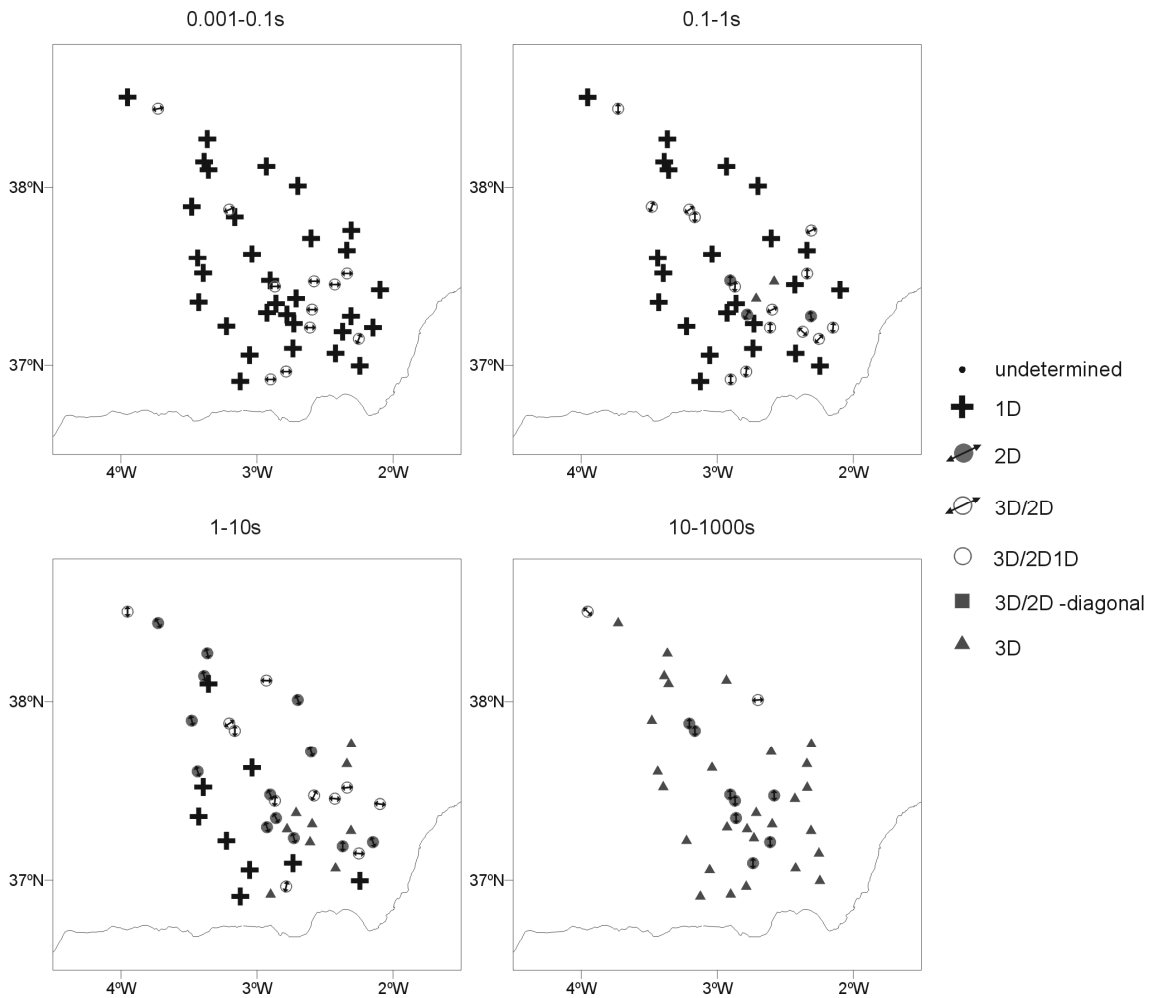 0.001-0.1s
0.1-1s
38ºN
38ºN
37ºN
37ºN
4ºW 3ºW 2ºW
4ºW 3ºW 2ºW
1-10s
10-1000s
38ºN
38ºN
37ºN
37ºN
4ºW 3ºW 2ºW
4ºW 3ºW 2ºW
undetermined
1D
2D
3D/2D
3D/2D1D
3D/2D -diagonal
3D